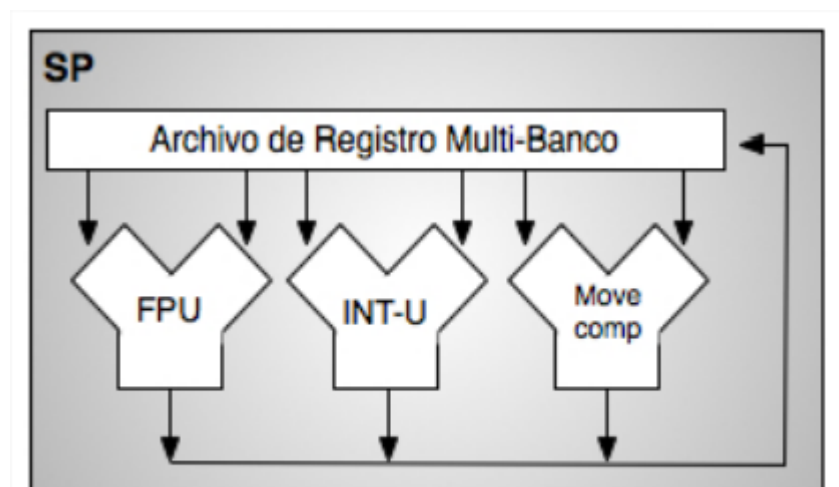 SP
Archivo de Registro Multi-Banco
FPU
INT-U
Move
comp